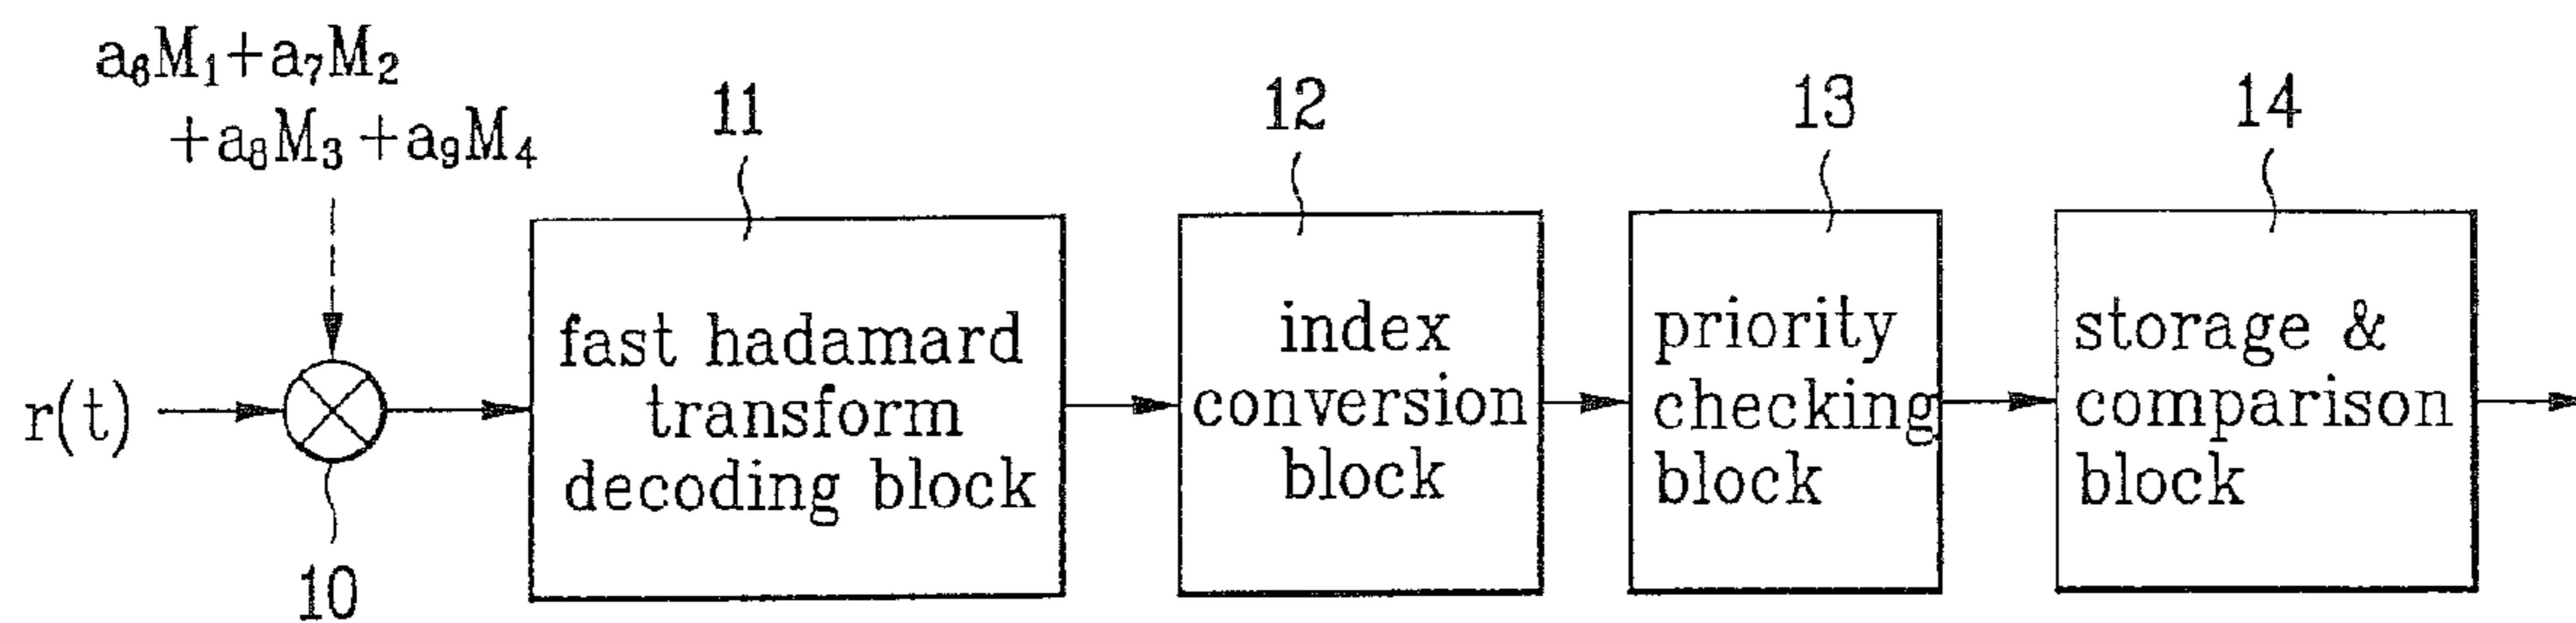 a₆M₁+a₇M₂
+a₈M₃+a₉M₄
11
12
13
14
r(t)
10
fast hadamard
transform
decoding block
index
conversion
block
priority
checking
block
storage &
comparison
block